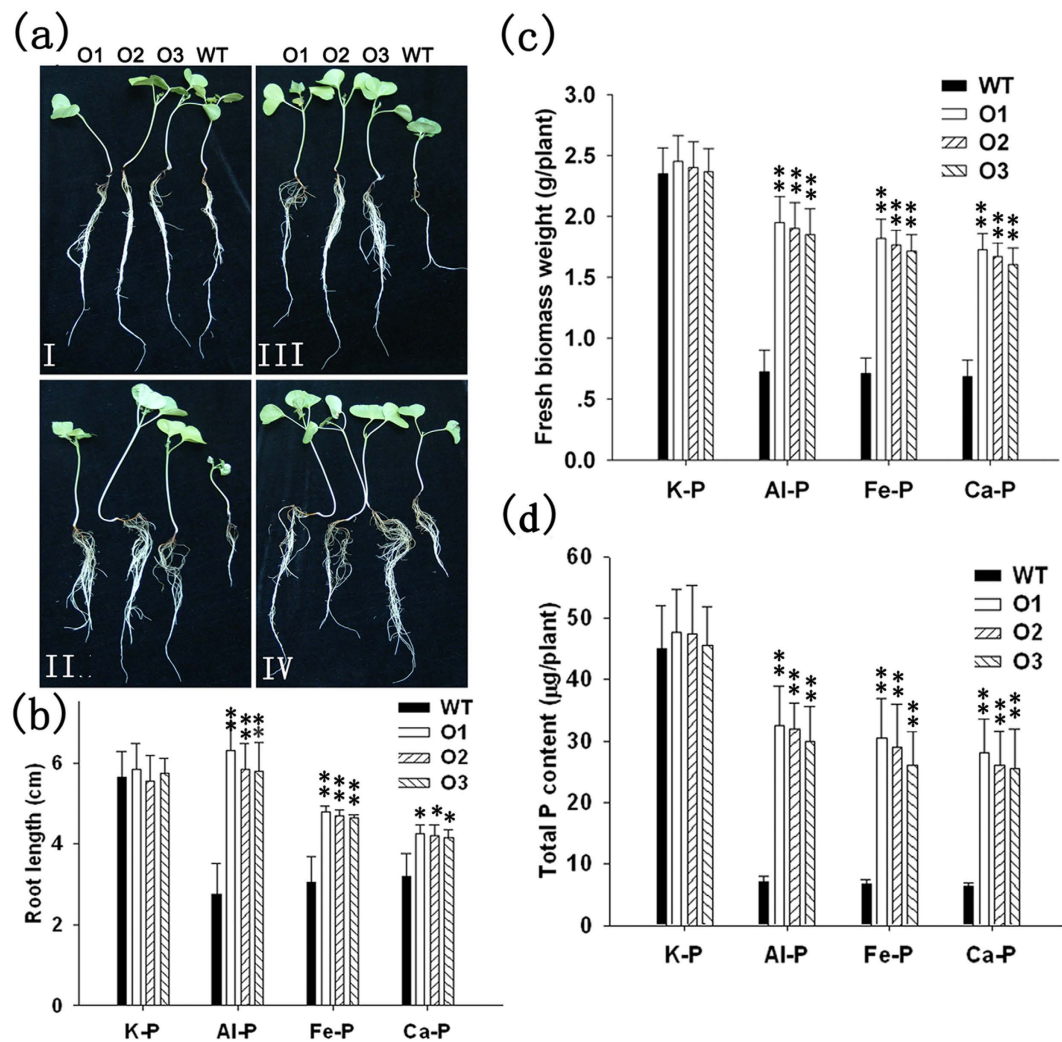 (a)
O1 O2 O3 WT
O1 O2 O3 WT
I
III
II..
IV
(b)
WT
O1
O2
O3
Root length (cm)
6
4
2
0
** ** **
** ** **
* * *
K-P Al-P Fe-P Ca-P
(c)
WT
O1
O2
O3
Fresh biomass weight (g/plant)
3.0
2.5
2.0
1.5
1.0
.5
0.0
** ** **
** ** **
** ** **
K-P Al-P Fe-P Ca-P
(d)
WT
O1
O2
O3
Total P content (μg/plant)
60
50
40
30
20
10
0
** ** **
** ** **
** ** **
K-P Al-P Fe-P Ca-P